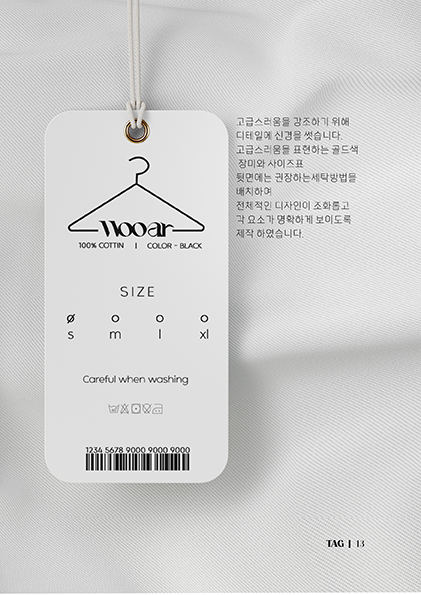 고급스러움을 강조하기 위해
디테일에 신경을 썻습니다.
고급스러움을 표현하는 골드색
장미와 사이즈표
뒷면에는 권장하는세탁방법을
배치하며
전체적인 디자인이 조화롭고
각 요소가 명확하게 보이도록
제작 하였습니다.
Wooar
100% COTTIN | COLOR - BLACK
SIZE
s m l xl
Careful when washing
1234 5678 9000 9000 9000
TAG | 13